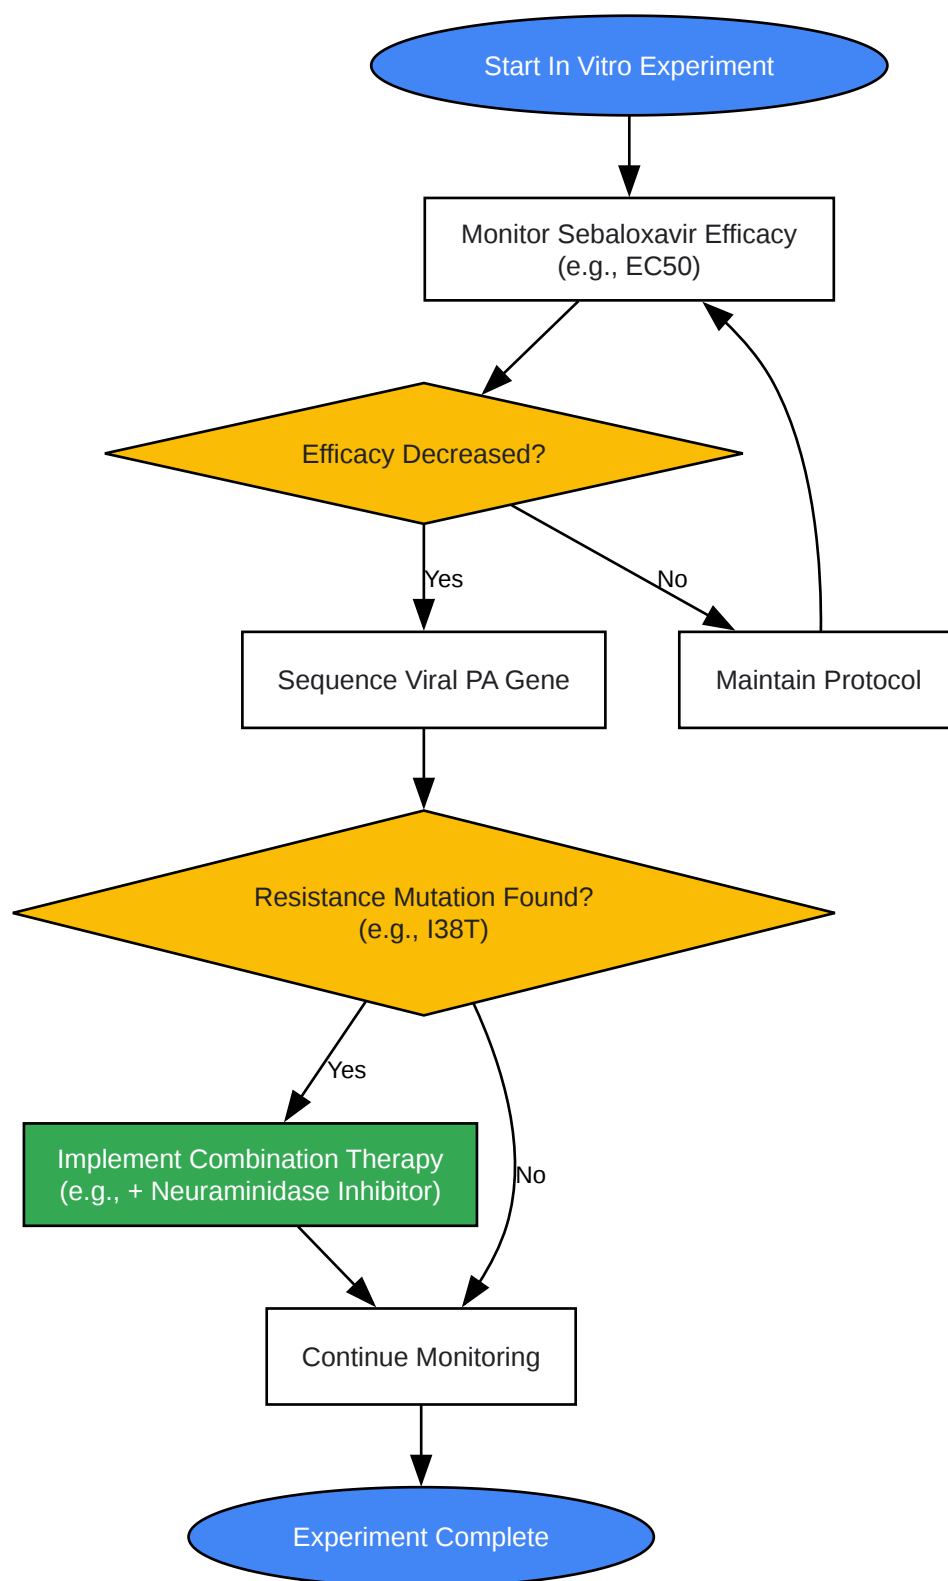 Start In Vitro Experiment
Monitor Sebaloxavir Efficacy
(e.g., EC50)
Efficacy Decreased?
Yes
No
Sequence Viral PA Gene
Maintain Protocol
Resistance Mutation Found?
(e.g., I38T)
Yes
Implement Combination Therapy
(e.g., + Neuraminidase Inhibitor)
No
Continue Monitoring
Experiment Complete